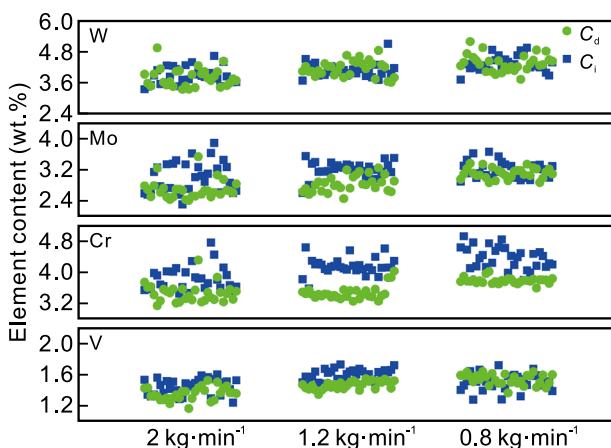 Element content (wt.%)
6.0
4.8
3.6
2.4
W
C_d
C_i
4.0
3.2
2.4
Mo
4.8
4.0
3.2
Cr
2.0
1.6
1.2
V
2 kg·min⁻¹ 1.2 kg·min⁻¹ 0.8 kg·min⁻¹